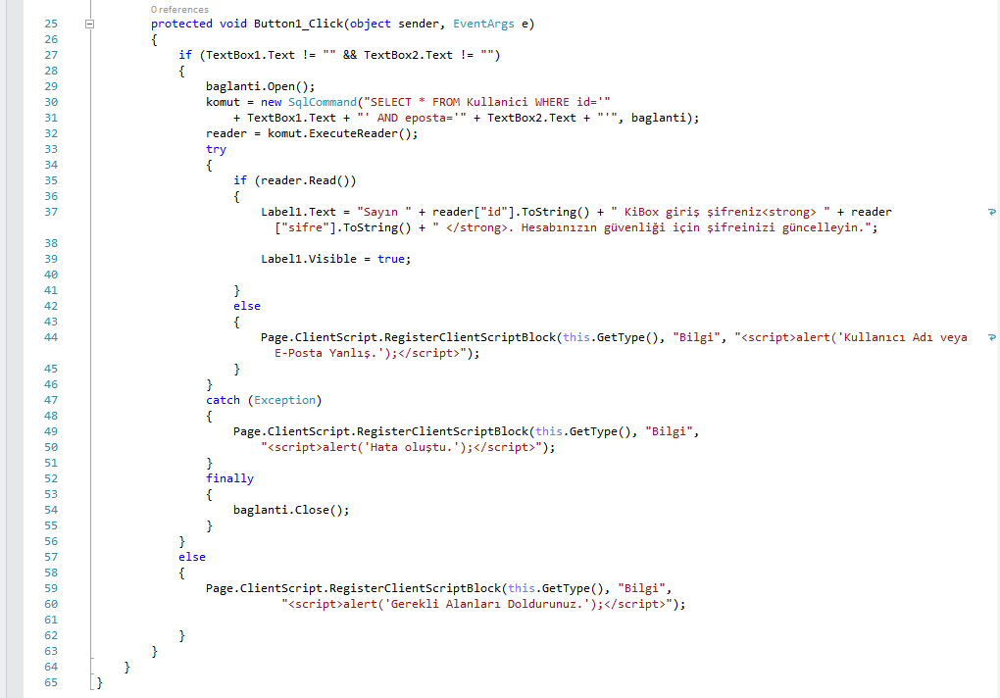 0 references
25 protected void Button1_Click(object sender, EventArgs e)
26 {
27 if (TextBox1.Text != "" && TextBox2.Text != "")
28 {
29 baglanti.Open();
30 komut = new SqlCommand("SELECT * FROM Kullanici WHERE id='"
31 + TextBox1.Text + "' AND eposta='" + TextBox2.Text + "'", baglanti);
32 reader = komut.ExecuteReader();
33 try
34 {
35 if (reader.Read())
36 {
37 Label1.Text = "Sayın " + reader["id"].ToString() + " KiBox giriş şifreniz<strong> " + reader
["sifre"].ToString() + " </strong>. Hesabınızın güvenliği için şifreinizi güncelleyin.";
38
39 Label1.Visible = true;
40
41 }
42 else
43 {
44 Page.ClientScript.RegisterClientScriptBlock(this.GetType(), "Bilgi", "<script>alert('Kullanıcı Adı veya
E-Posta Yanlış.');</script>");
45 }
46 }
47 catch (Exception)
48 {
49 Page.ClientScript.RegisterClientScriptBlock(this.GetType(), "Bilgi",
50 "<script>alert('Hata oluştu.');</script>");
51 }
52 finally
53 {
54 baglanti.Close();
55 }
56 }
57 else
58 {
59 Page.ClientScript.RegisterClientScriptBlock(this.GetType(), "Bilgi",
60 "<script>alert('Gerekli Alanları Doldurunuz.');</script>");
61
62 }
63 }
64 }
65 }